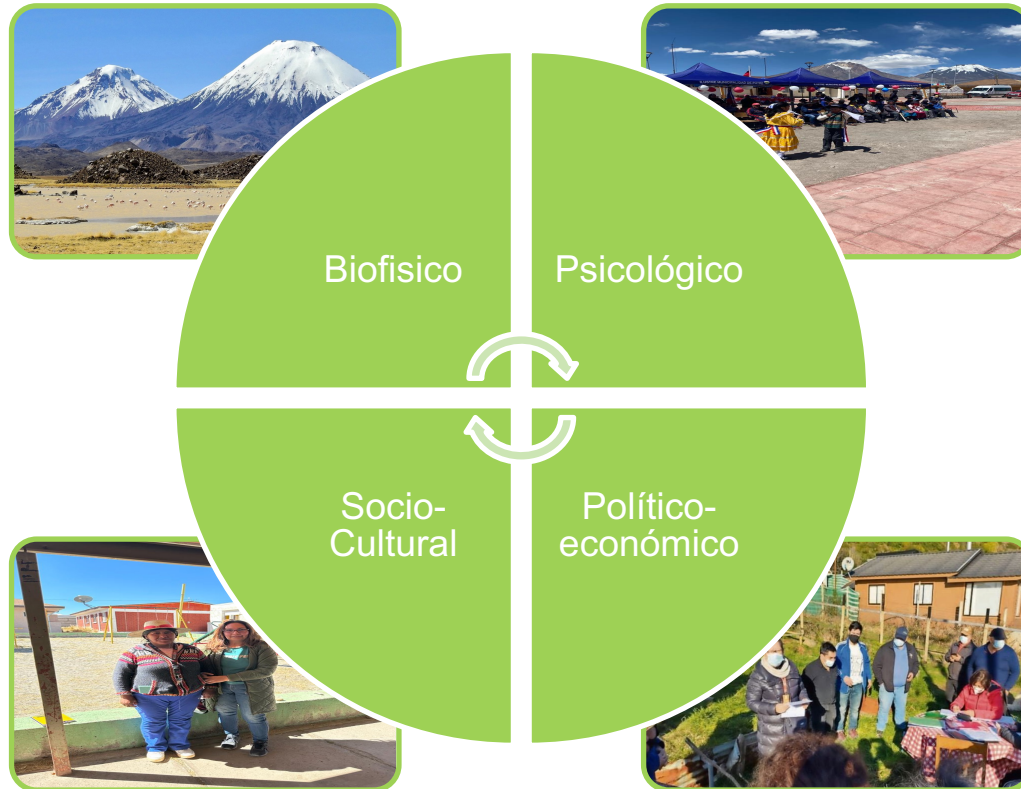 Biofisico
Psicológico
Socio-
Cultural
Político-
económico